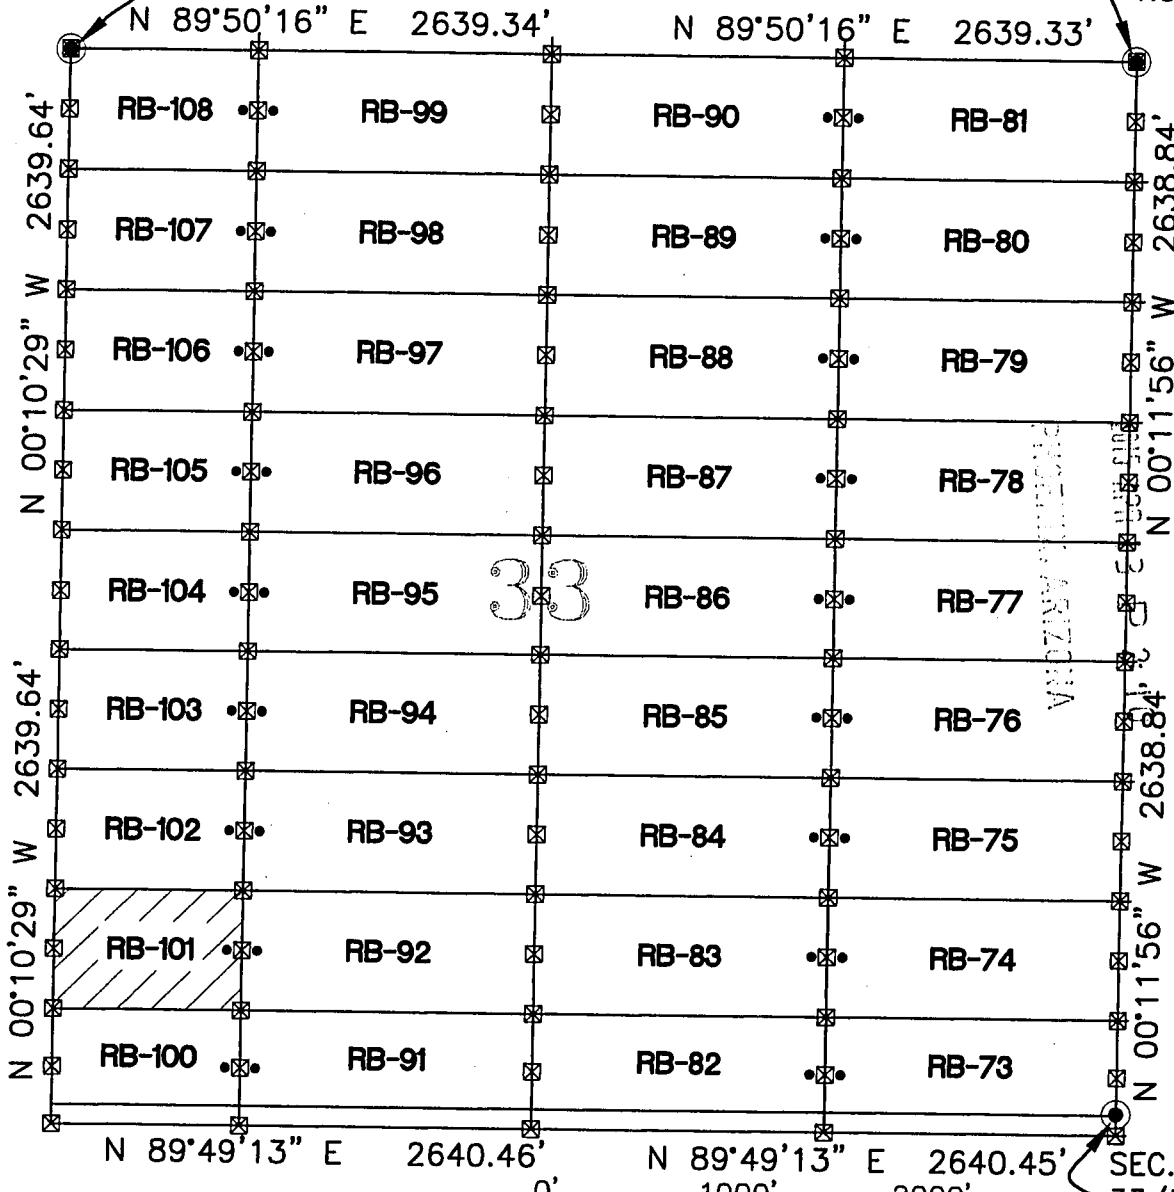 N 89°50'16" E 2639.34' N 89°50'16" E 2639.33'
2639.64'
N 00°10'29" W
2638.84'
N 00°11'56" W
RB-108 RB-99 RB-90 RB-81
RB-107 RB-98 RB-89 RB-80
RB-106 RB-97 RB-88 RB-79
RB-105 RB-96 RB-87 RB-78
RB-104 RB-95 33 RB-86 RB-77
ARIZONA
RB-103 RB-94 RB-85 RB-76
RB-102 RB-93 RB-84 RB-75
RB-101 RB-92 RB-83 RB-74
RB-100 RB-91 RB-82 RB-73
2639.64'
N 00°10'29" W
2638.84'
N 00°11'56" W
N 89°49'13" E 2640.46' N 89°49'13" E 2640.45' SEC.
0' 1000' 2000'